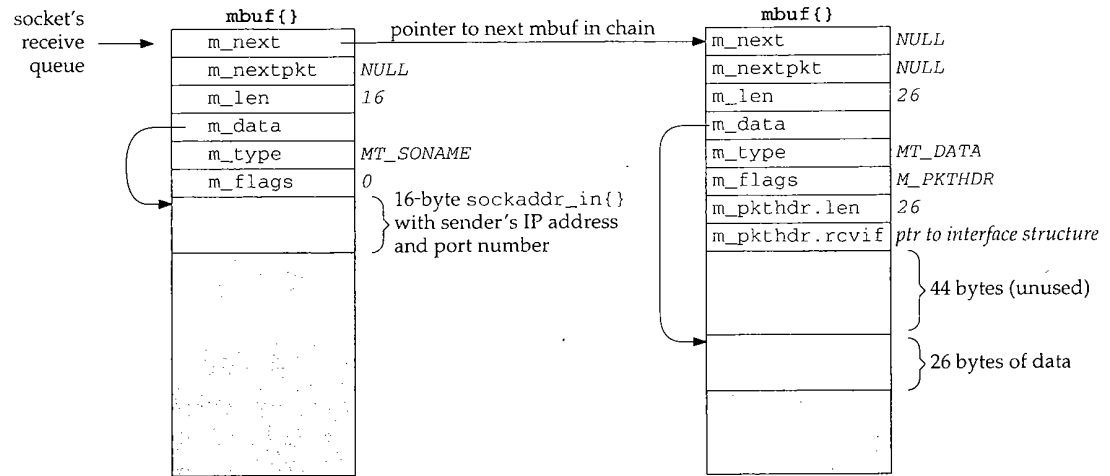 socket's
receive
queue
mbuf{}
m_next
m_nextpkt NULL
m_len 16
m_data
m_type MT_SONAME
m_flags 0
16-byte sockaddr_in{}
with sender's IP address
and port number
pointer to next mbuf in chain
mbuf{}
m_next NULL
m_nextpkt NULL
m_len 26
m_data
m_type MT_DATA
m_flags M_PKTHDR
m_pkthdr.len 26
m_pkthdr.rcvif ptr to interface structure
44 bytes (unused)
26 bytes of data